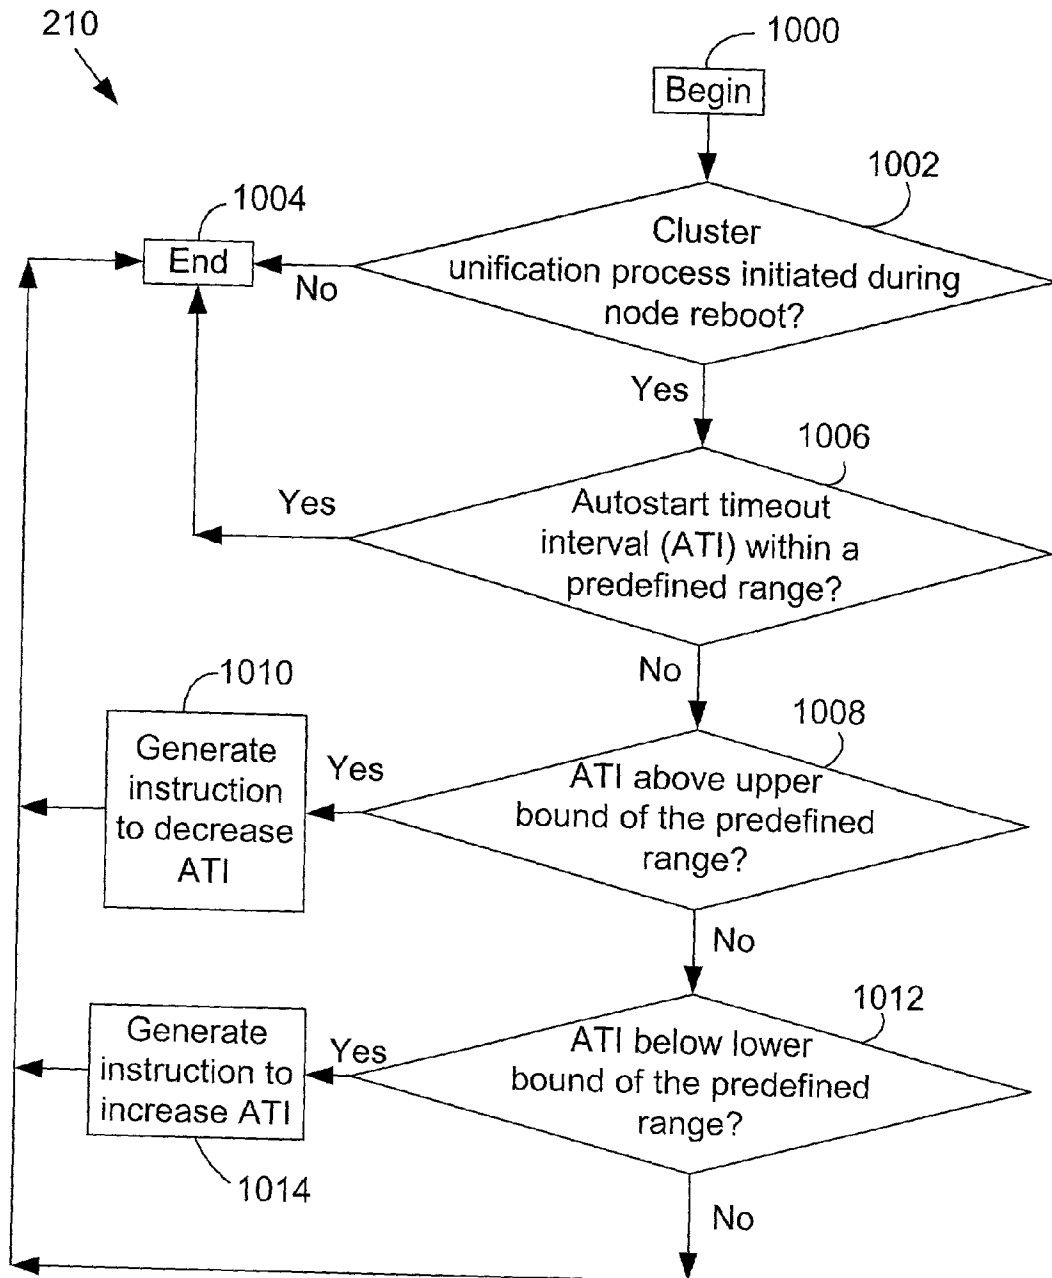 210
1000
Begin
1002
Cluster
unification process initiated during
node reboot?
1004
End
No
Yes
1006
Autostart timeout
interval (ATI) within a
predefined range?
Yes
No
1008
ATI above upper
bound of the predefined
range?
1010
Generate
instruction
to decrease
ATI
Yes
No
1012
ATI below lower
bound of the predefined
range?
Generate
instruction to
increase ATI
Yes
1014
No